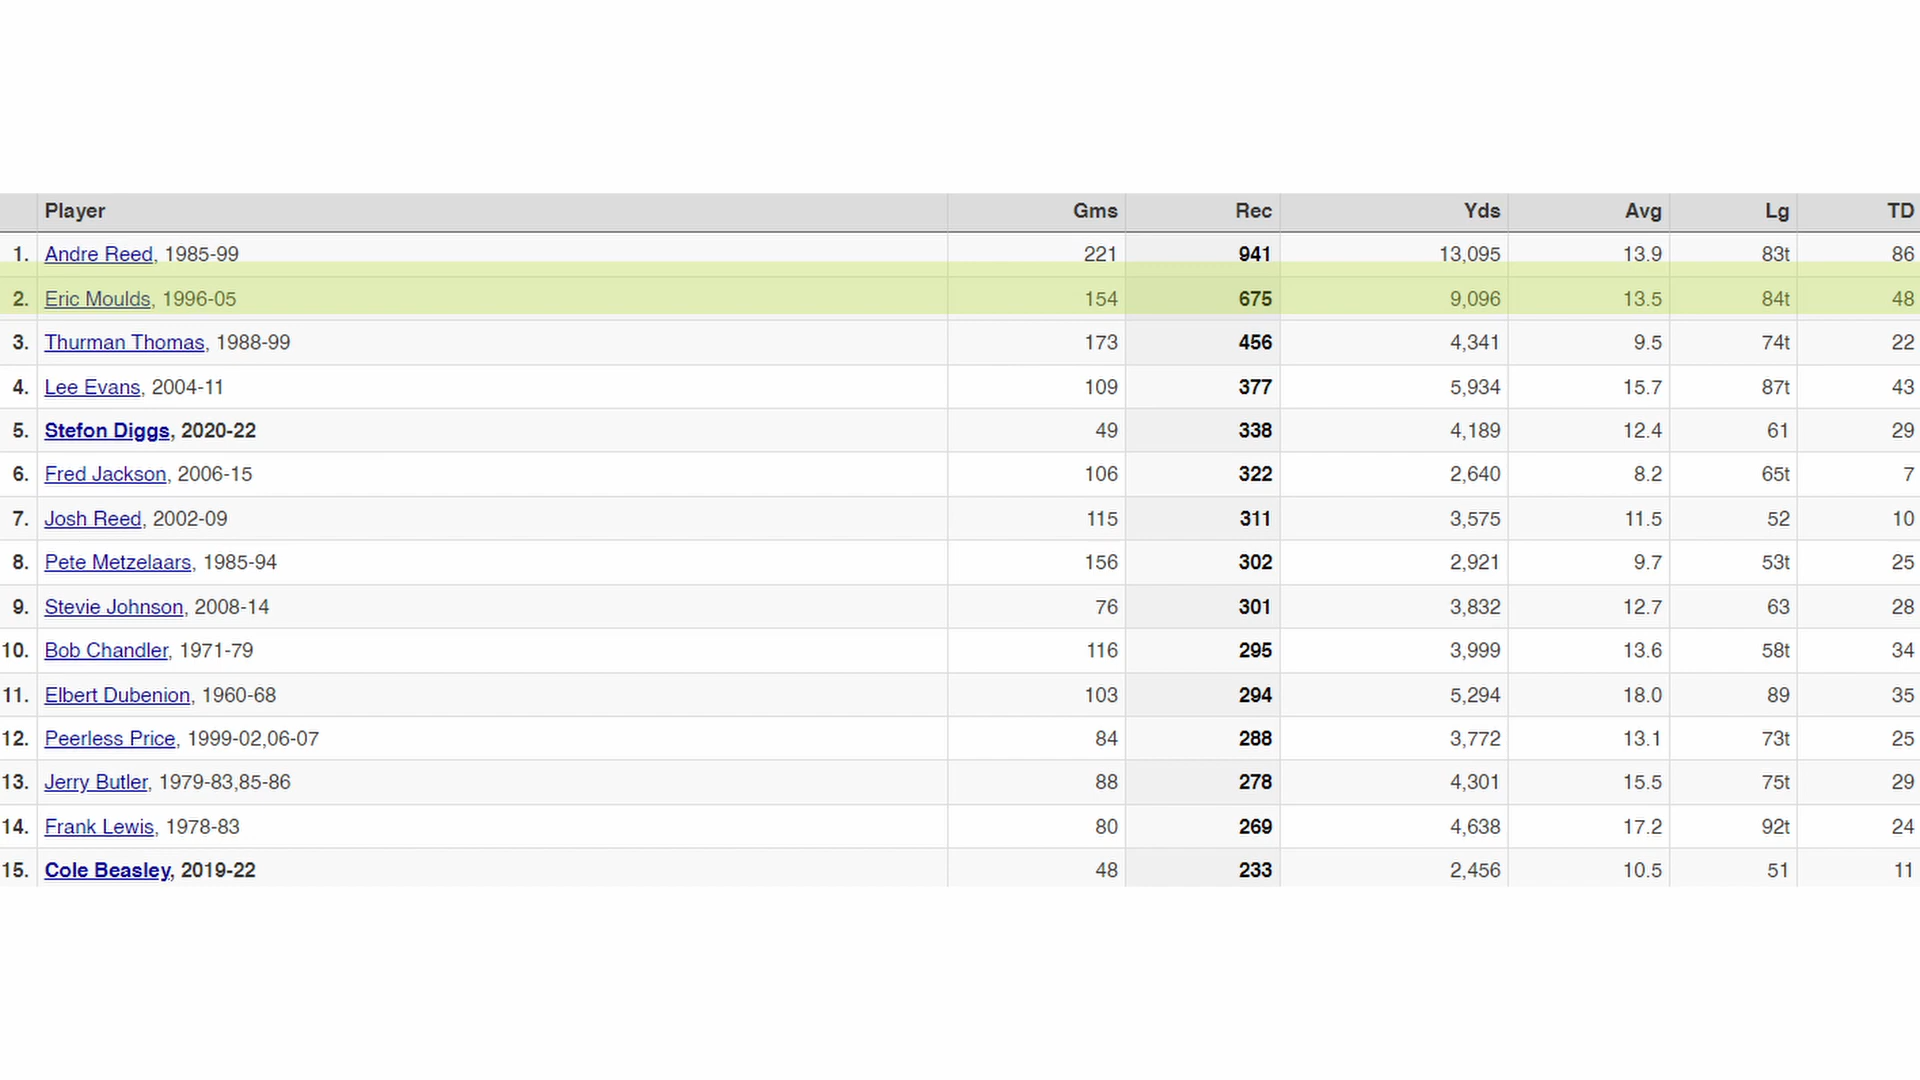 Player Gms Rec Yds Avg Lg TD
1. Andre Reed, 1985-99 221 941 13,095 13.9 83t 86
2. Eric Moulds, 1996-05 154 675 9,096 13.5 84t 48
3. Thurman Thomas, 1988-99 173 456 4,341 9.5 74t 22
4. Lee Evans, 2004-11 109 377 5,934 15.7 87t 43
5. Stefon Diggs, 2020-22 49 338 4,189 12.4 61 29
6. Fred Jackson, 2006-15 106 322 2,640 8.2 65t 7
7. Josh Reed, 2002-09 115 311 3,575 11.5 52 10
8. Pete Metzelaars, 1985-94 156 302 2,921 9.7 53t 25
9. Stevie Johnson, 2008-14 76 301 3,832 12.7 63 28
10. Bob Chandler, 1971-79 116 295 3,999 13.6 58t 34
11. Elbert Dubenion, 1960-68 103 294 5,294 18.0 89 35
12. Peerless Price, 1999-02,06-07 84 288 3,772 13.1 73t 25
13. Jerry Butler, 1979-83,85-86 88 278 4,301 15.5 75t 29
14. Frank Lewis, 1978-83 80 269 4,638 17.2 92t 24
15. Cole Beasley, 2019-22 48 233 2,456 10.5 51 11